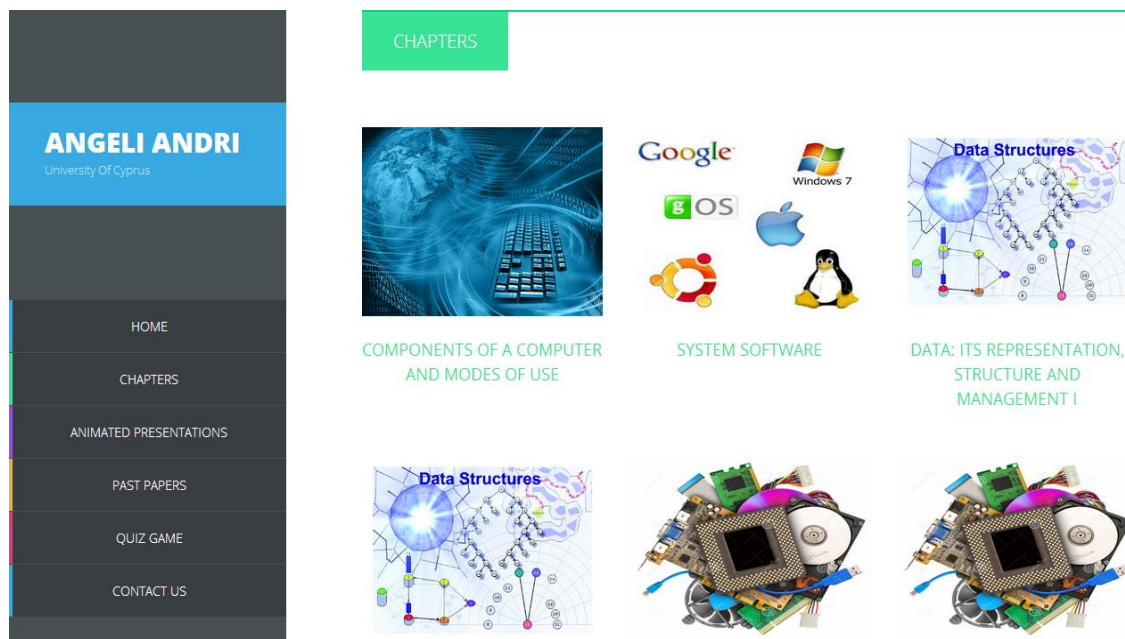 ANGELI ANDRI
University Of Cyprus
HOME
CHAPTERS
ANIMATED PRESENTATIONS
PAST PAPERS
QUIZ GAME
CONTACT US
CHAPTERS
Google
Windows 7
gOS
Data Structures
COMPONENTS OF A COMPUTER
AND MODES OF USE
SYSTEM SOFTWARE
DATA: ITS REPRESENTATION,
STRUCTURE AND
MANAGEMENT I
Data Structures